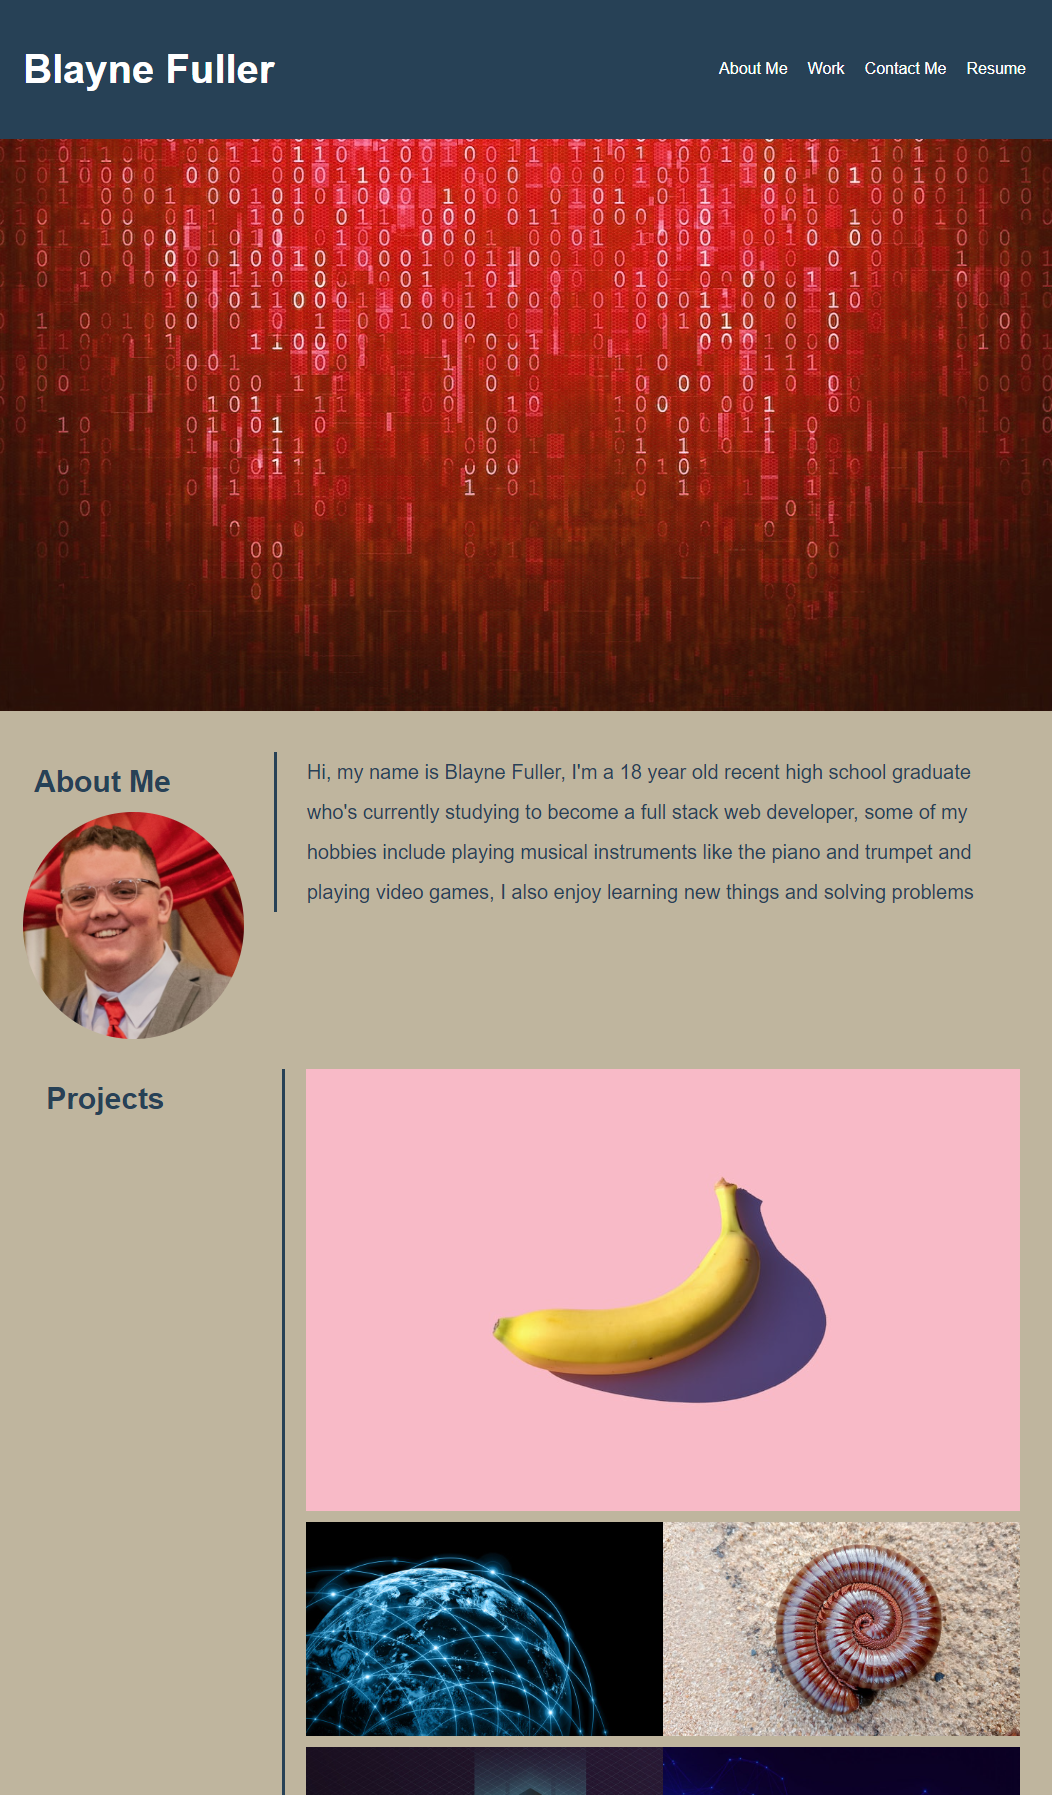 Blayne Fuller
About Me Work Contact Me Resume
About Me
Hi, my name is Blayne Fuller, I'm a 18 year old recent high school graduate
who's currently studying to become a full stack web developer, some of my
hobbies include playing musical instruments like the piano and trumpet and
playing video games, I also enjoy learning new things and solving problems
Projects